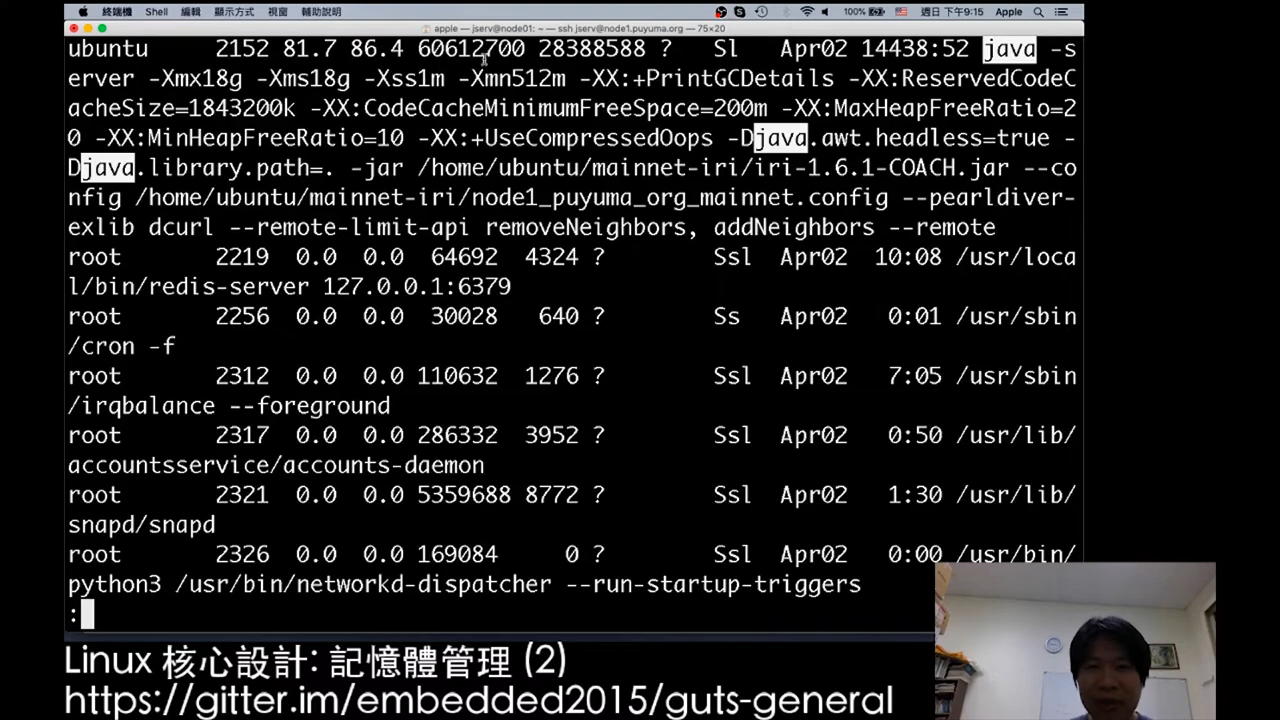 終端機 Shell 編輯 顯示方式 視窗 輔助說明 100% 週日下午9:15 Apple
apple — jserv@node01: ~ — ssh jserv@node1.puyuma.org — 75×20
ubuntu 2152 81.7 86.4 60612700 28388588 ? Sl Apr02 14438:52 java -s
erver -Xmx18g -Xms18g -Xss1m -Xmn512m -XX:+PrintGCDetails -XX:ReservedCodeC
acheSize=1843200k -XX:CodeCacheMinimumFreeSpace=200m -XX:MaxHeapFreeRatio=2
0 -XX:MinHeapFreeRatio=10 -XX:+UseCompressedOops -Djava.awt.headless=true -
Djava.library.path=. -jar /home/ubuntu/mainnet-iri/iri-1.6.1-COACH.jar --co
nfig /home/ubuntu/mainnet-iri/node1_puyuma_org_mainnet.config --pearldiver-
exlib dcurl --remote-limit-api removeNeighbors, addNeighbors --remote
root 2219 0.0 0.0 64692 4324 ? Ssl Apr02 10:08 /usr/loca
l/bin/redis-server 127.0.0.1:6379
root 2256 0.0 0.0 30028 640 ? Ss Apr02 0:01 /usr/sbin
/cron -f
root 2312 0.0 0.0 110632 1276 ? Ssl Apr02 7:05 /usr/sbin
/irqbalance --foreground
root 2317 0.0 0.0 286332 3952 ? Ssl Apr02 0:50 /usr/lib/
accountsservice/accounts-daemon
root 2321 0.0 0.0 5359688 8772 ? Ssl Apr02 1:30 /usr/lib/
snapd/snapd
root 2326 0.0 0.0 169084 0 ? Ssl Apr02 0:00 /usr/bin/
python3 /usr/bin/networkd-dispatcher --run-startup-triggers
:
Linux 核心設計: 記憶體管理 (2)
https://gitter.im/embedded2015/guts-general